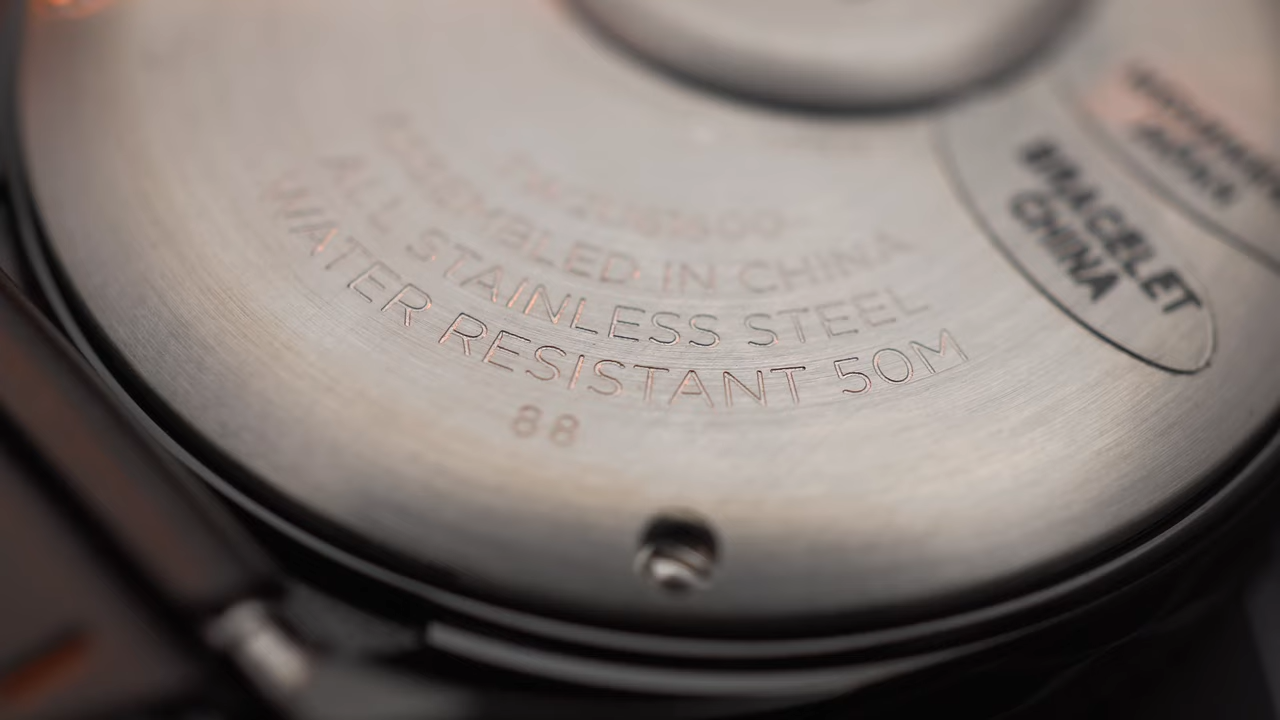 ASSEMBLED IN CHINA
ALL STAINLESS STEEL
WATER RESISTANT 50M
88
BRACELET
CHINA